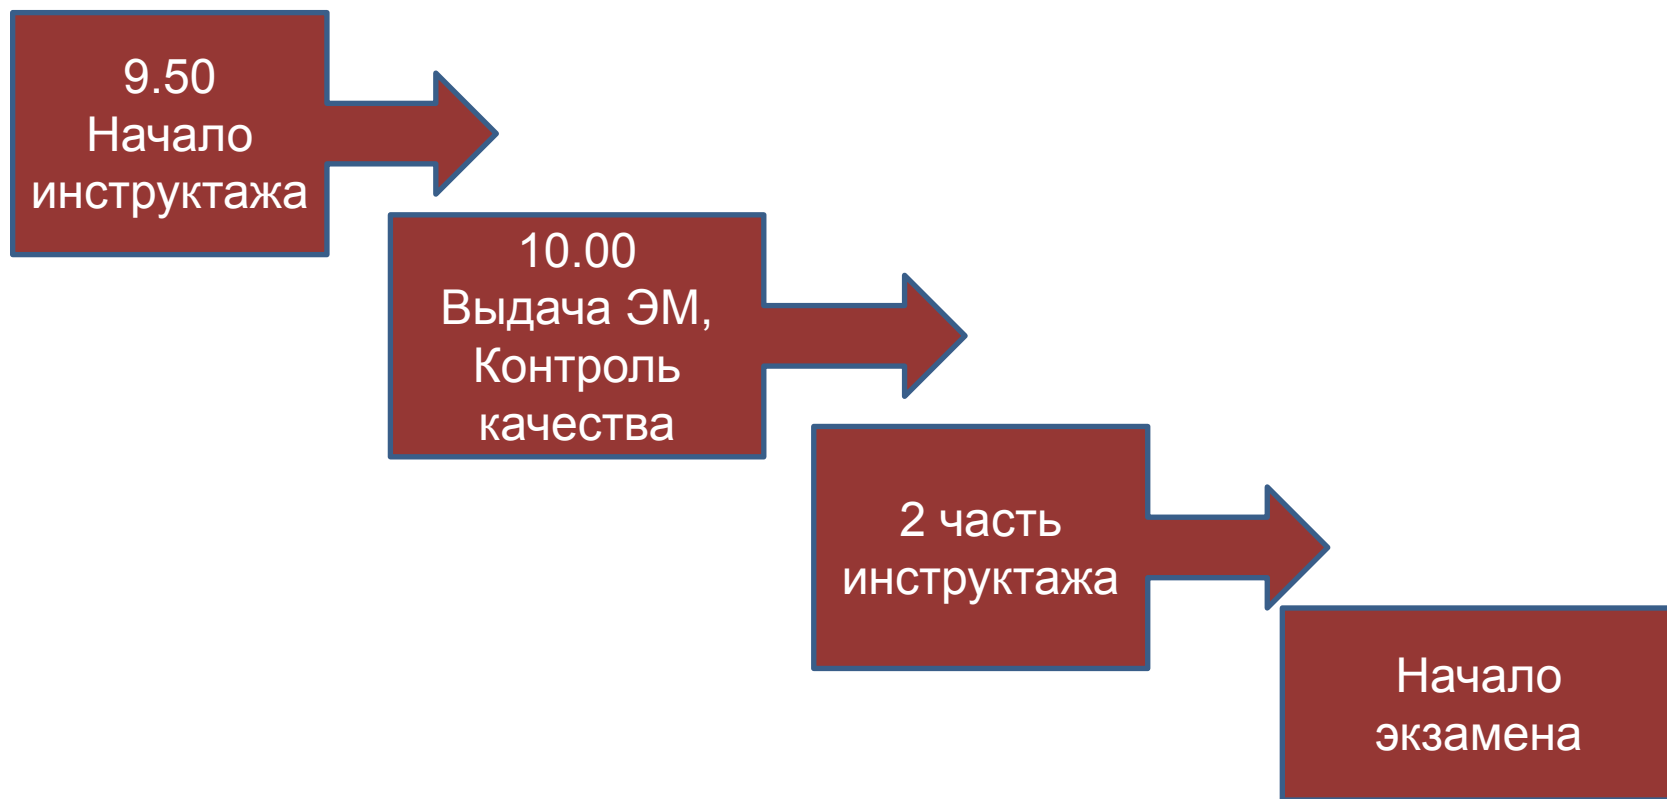 9.50
Начало
инструктажа
10.00
Выдача ЭМ,
Контроль
качества
2 часть
инструктажа
Начало
экзамена